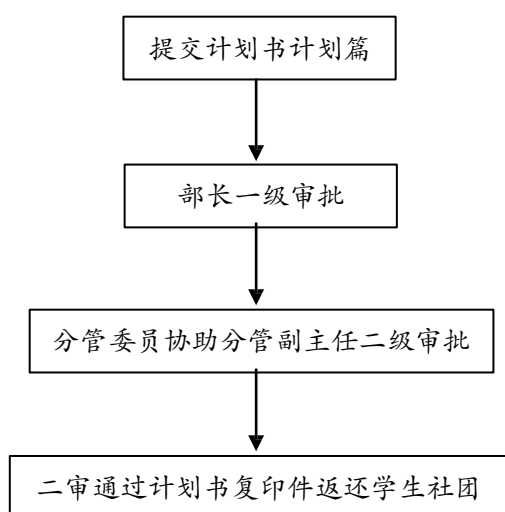 提交计划书计划篇
部长一级审批
分管委员协助分管副主任二级审批
二审通过计划书复印件返还学生社团